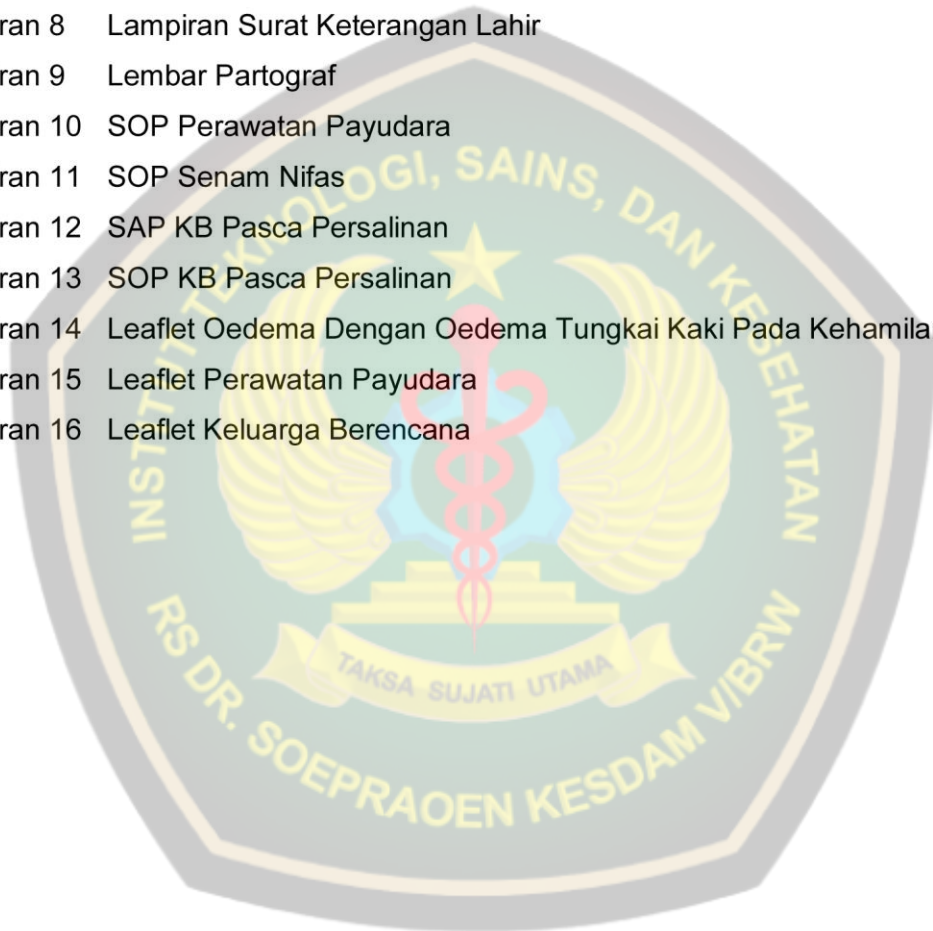 ran 8 Lampiran Surat Keterangan Lahir
ran 9 Lembar Partograf
ran 10 SOP Perawatan Payudara
ran 11 SOP Senam Nifas
ran 12 SAP KB Pasca Persalinan
ran 13 SOP KB Pasca Persalinan
ran 14 Leaflet Oedema Dengan Oedema Tungkai Kaki Pada Kehamila
ran 15 Leaflet Perawatan Payudara
ran 16 Leaflet Keluarga Berencana
INSTITUT TEKNOLOGI, SAINS, DAN KESEHATAN
TAKSA SUJATI UTAMA
RS DR. SOEPRAOEN KESDAM V/BRW